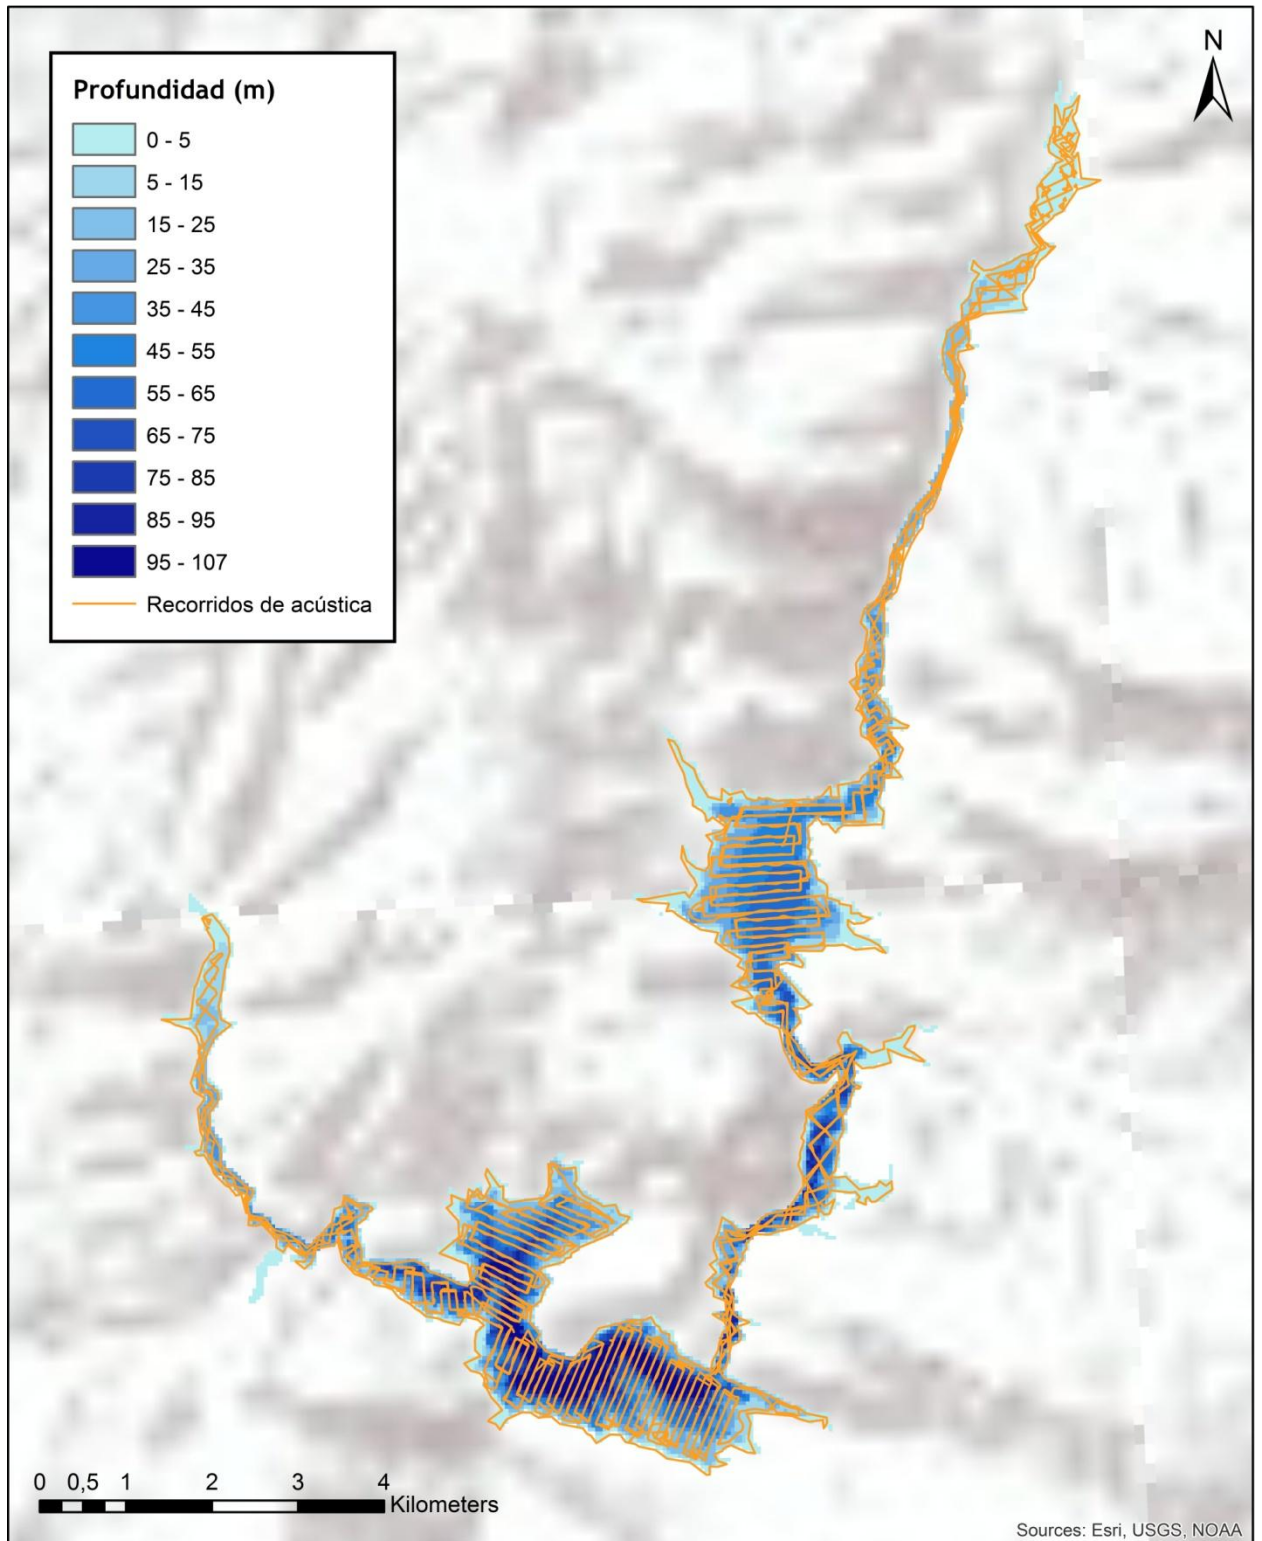 N
Profundidad (m)
0 - 5
5 - 15
15 - 25
25 - 35
35 - 45
45 - 55
55 - 65
65 - 75
75 - 85
85 - 95
95 - 107
Recorridos de acústica
0 0,5 1 2 3 4
Kilometers
Sources: Esri, USGS, NOAA